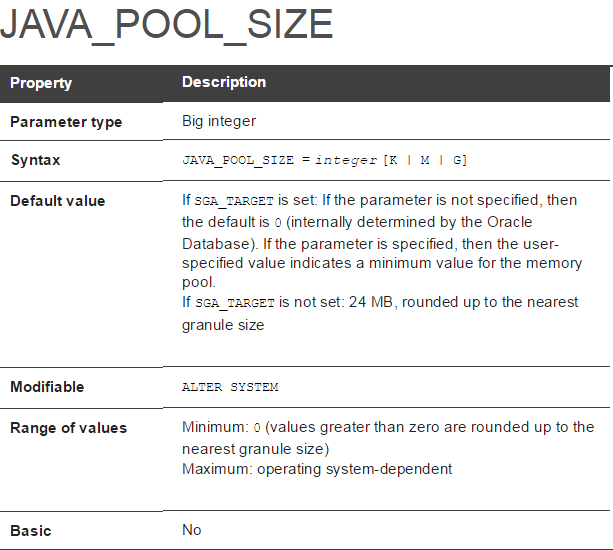 JAVA_POOL_SIZE
Property Description
Parameter type Big integer
Syntax JAVA_POOL_SIZE = integer [K | M | G]
Default value If SGA_TARGET is set: If the parameter is not specified, then
the default is 0 (internally determined by the Oracle
Database). If the parameter is specified, then the user-
specified value indicates a minimum value for the memory
pool.
If SGA_TARGET is not set: 24 MB, rounded up to the nearest
granule size
Modifiable ALTER SYSTEM
Range of values Minimum: 0 (values greater than zero are rounded up to the
nearest granule size)
Maximum: operating system-dependent
Basic No